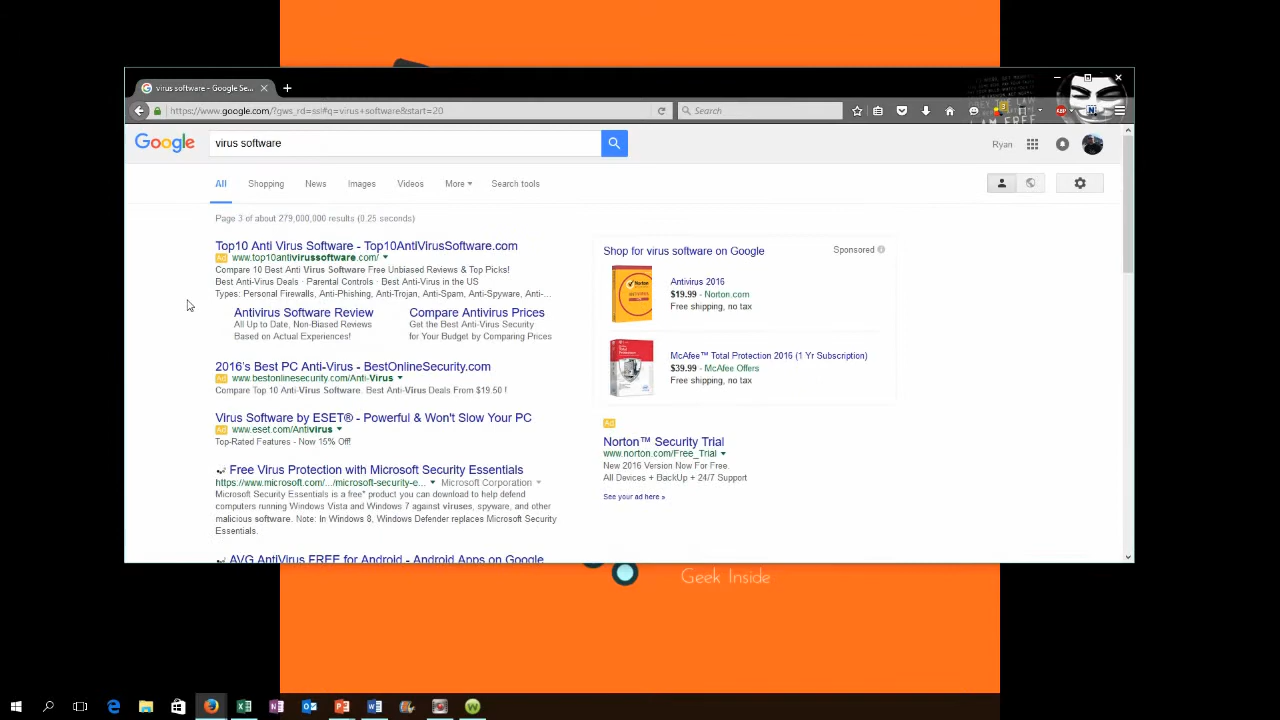 virus software - Google Se...
https://www.google.com/?gws_rd=ssl#q=virus+software&start=20
Search
Google
virus software
Ryan
All
Shopping
News
Images
Videos
More
Search tools
Page 3 of about 279,000,000 results (0.25 seconds)
Top10 Anti Virus Software - Top10AntiVirusSoftware.com
Ad www.top10antivirussoftware.com/
Compare 10 Best Anti Virus Software Free Unbiased Reviews & Top Picks!
Best Anti-Virus Deals · Parental Controls · Best Anti-Virus in the US
Types: Personal Firewalls, Anti-Phishing, Anti-Trojan, Anti-Spam, Anti-Spyware, Anti-...
Antivirus Software Review
All Up to Date, Non-Biased Reviews
Based on Actual Experiences!
Compare Antivirus Prices
Get the Best Anti-Virus Security
for Your Budget by Comparing Prices
2016's Best PC Anti-Virus - BestOnlineSecurity.com
Ad www.bestonlinesecurity.com/Anti-Virus
Compare Top 10 Anti-Virus Software. Best Anti-Virus Deals From $19.50 !
Virus Software by ESET® - Powerful & Won't Slow Your PC
Ad www.eset.com/Antivirus
Top-Rated Features - Now 15% Off!
Free Virus Protection with Microsoft Security Essentials
https://www.microsoft.com/.../microsoft-security-e... Microsoft Corporation
Microsoft Security Essentials is a free* product you can download to help defend
computers running Windows Vista and Windows 7 against viruses, spyware, and other
malicious software. Note: In Windows 8, Windows Defender replaces Microsoft Security
Essentials.
AVG AntiVirus FREE for Android - Android Apps on Google
Shop for virus software on Google
Sponsored
Antivirus 2016
$19.99 - Norton.com
Free shipping, no tax
McAfee™ Total Protection 2016 (1 Yr Subscription)
$39.99 - McAfee Offers
Free shipping, no tax
Ad
Norton™ Security Trial
www.norton.com/Free_Trial
New 2016 Version Now For Free.
All Devices + BackUp + 24/7 Support
See your ad here »
Geek Inside